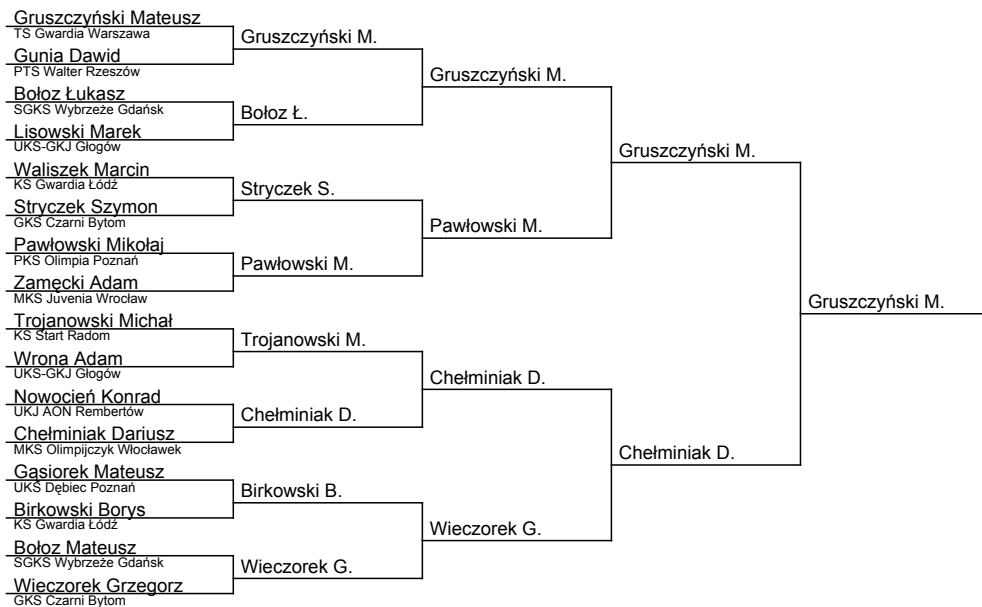 Gruszczyński Mateusz
TS Gwardia Warszawa
Gunia Dawid
PTS Walter Rzeszów
Bołoz Łukasz
SGKS Wybrzeże Gdańsk
Lisowski Marek
UKS-GKJ Głogów
Waliszek Marcin
KS Gwardia Łódź
Stryczek Szymon
GKS Czarni Bytom
Pawłowski Mikołaj
PKS Olimpia Poznań
Zamęcki Adam
MKS Juvenia Wrocław
Trojanowski Michał
KS Start Radom
Wrona Adam
UKS-GKJ Głogów
Nowocień Konrad
UKJ AON Rembertów
Chełminiak Dariusz
MKS Olimpijczyk Włocławek
Gąsiorek Mateusz
UKS Dębiec Poznań
Birkowski Borys
KS Gwardia Łódź
Bołoz Mateusz
SGKS Wybrzeże Gdańsk
Wieczorek Grzegorz
GKS Czarni Bytom
Gruszczyński M.
Bołoz Ł.
Stryczek S.
Pawłowski M.
Trojanowski M.
Chełminiak D.
Birkowski B.
Wieczorek G.
Gruszczyński M.
Pawłowski M.
Chełminiak D.
Wieczorek G.
Gruszczyński M.
Chełminiak D.
Gruszczyński M.